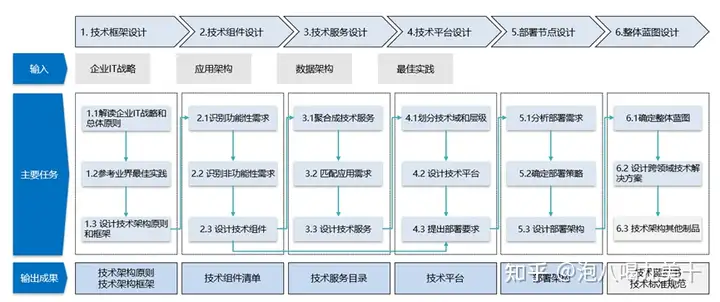 1. 技术框架设计
2.技术组件设计
3.技术服务设计
4.技术平台设计
5.部署节点设计
6.整体蓝图设计
输入
企业IT战略
应用架构
数据架构
最佳实践
主要任务
1.1解读企业IT战略和
总体原则
1.2参考业界最佳实践
1.3 设计技术架构原则
和框架
2.1识别功能性需求
2.2 识别非功能性需求
2.3 设计技术组件
3.1聚合成技术服务
3.2 匹配应用需求
3.3 设计技术服务
4.1划分技术域和层级
4.2 设计技术平台
4.3 提出部署要求
5.1分析部署需求
5.2确定部署策略
5.3 设计部署架构
6.1确定整体蓝图
6.2 设计跨领域技术解
决方案
6.3 技术架构其他制品
输出成果
技术架构原则
技术架构框架
技术组件清单
技术服务目录
技术平台
部署架构
技术标准规范
知乎